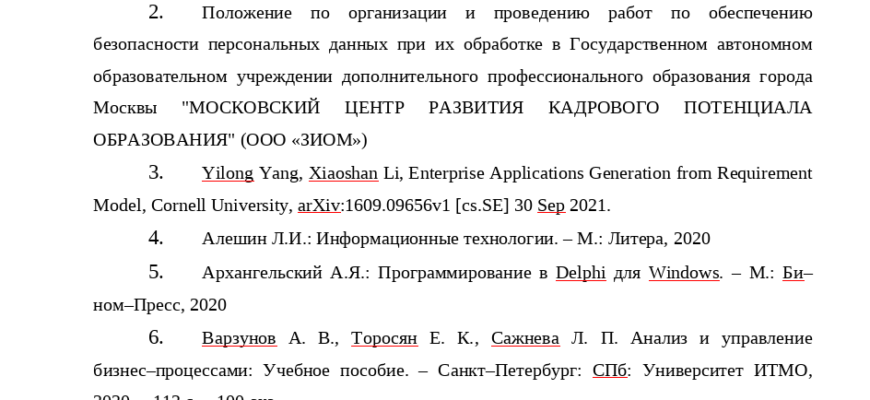 2. Положение по организации и проведению работ по обеспечению
безопасности персональных данных при их обработке в Государственном автономном
образовательном учреждении дополнительного профессионального образования города
Москвы "МОСКОВСКИЙ ЦЕНТР РАЗВИТИЯ КАДРОВОГО ПОТЕНЦИАЛА
ОБРАЗОВАНИЯ" (ООО «ЗИОМ»)
3. Yilong Yang, Xiaoshan Li, Enterprise Applications Generation from Requirement
Model, Cornell University, arXiv:1609.09656v1 [cs.SE] 30 Sep 2021.
4. Алешин Л.И.: Информационные технологии. – М.: Литера, 2020
5. Архангельский А.Я.: Программирование в Delphi для Windows. – М.: Би–
ном–Пресс, 2020
6. Варзунов А. В., Торосян Е. К., Сажнева Л. П. Анализ и управление
бизнес–процессами: Учебное пособие. – Санкт–Петербург: СПб: Университет ИТМО,